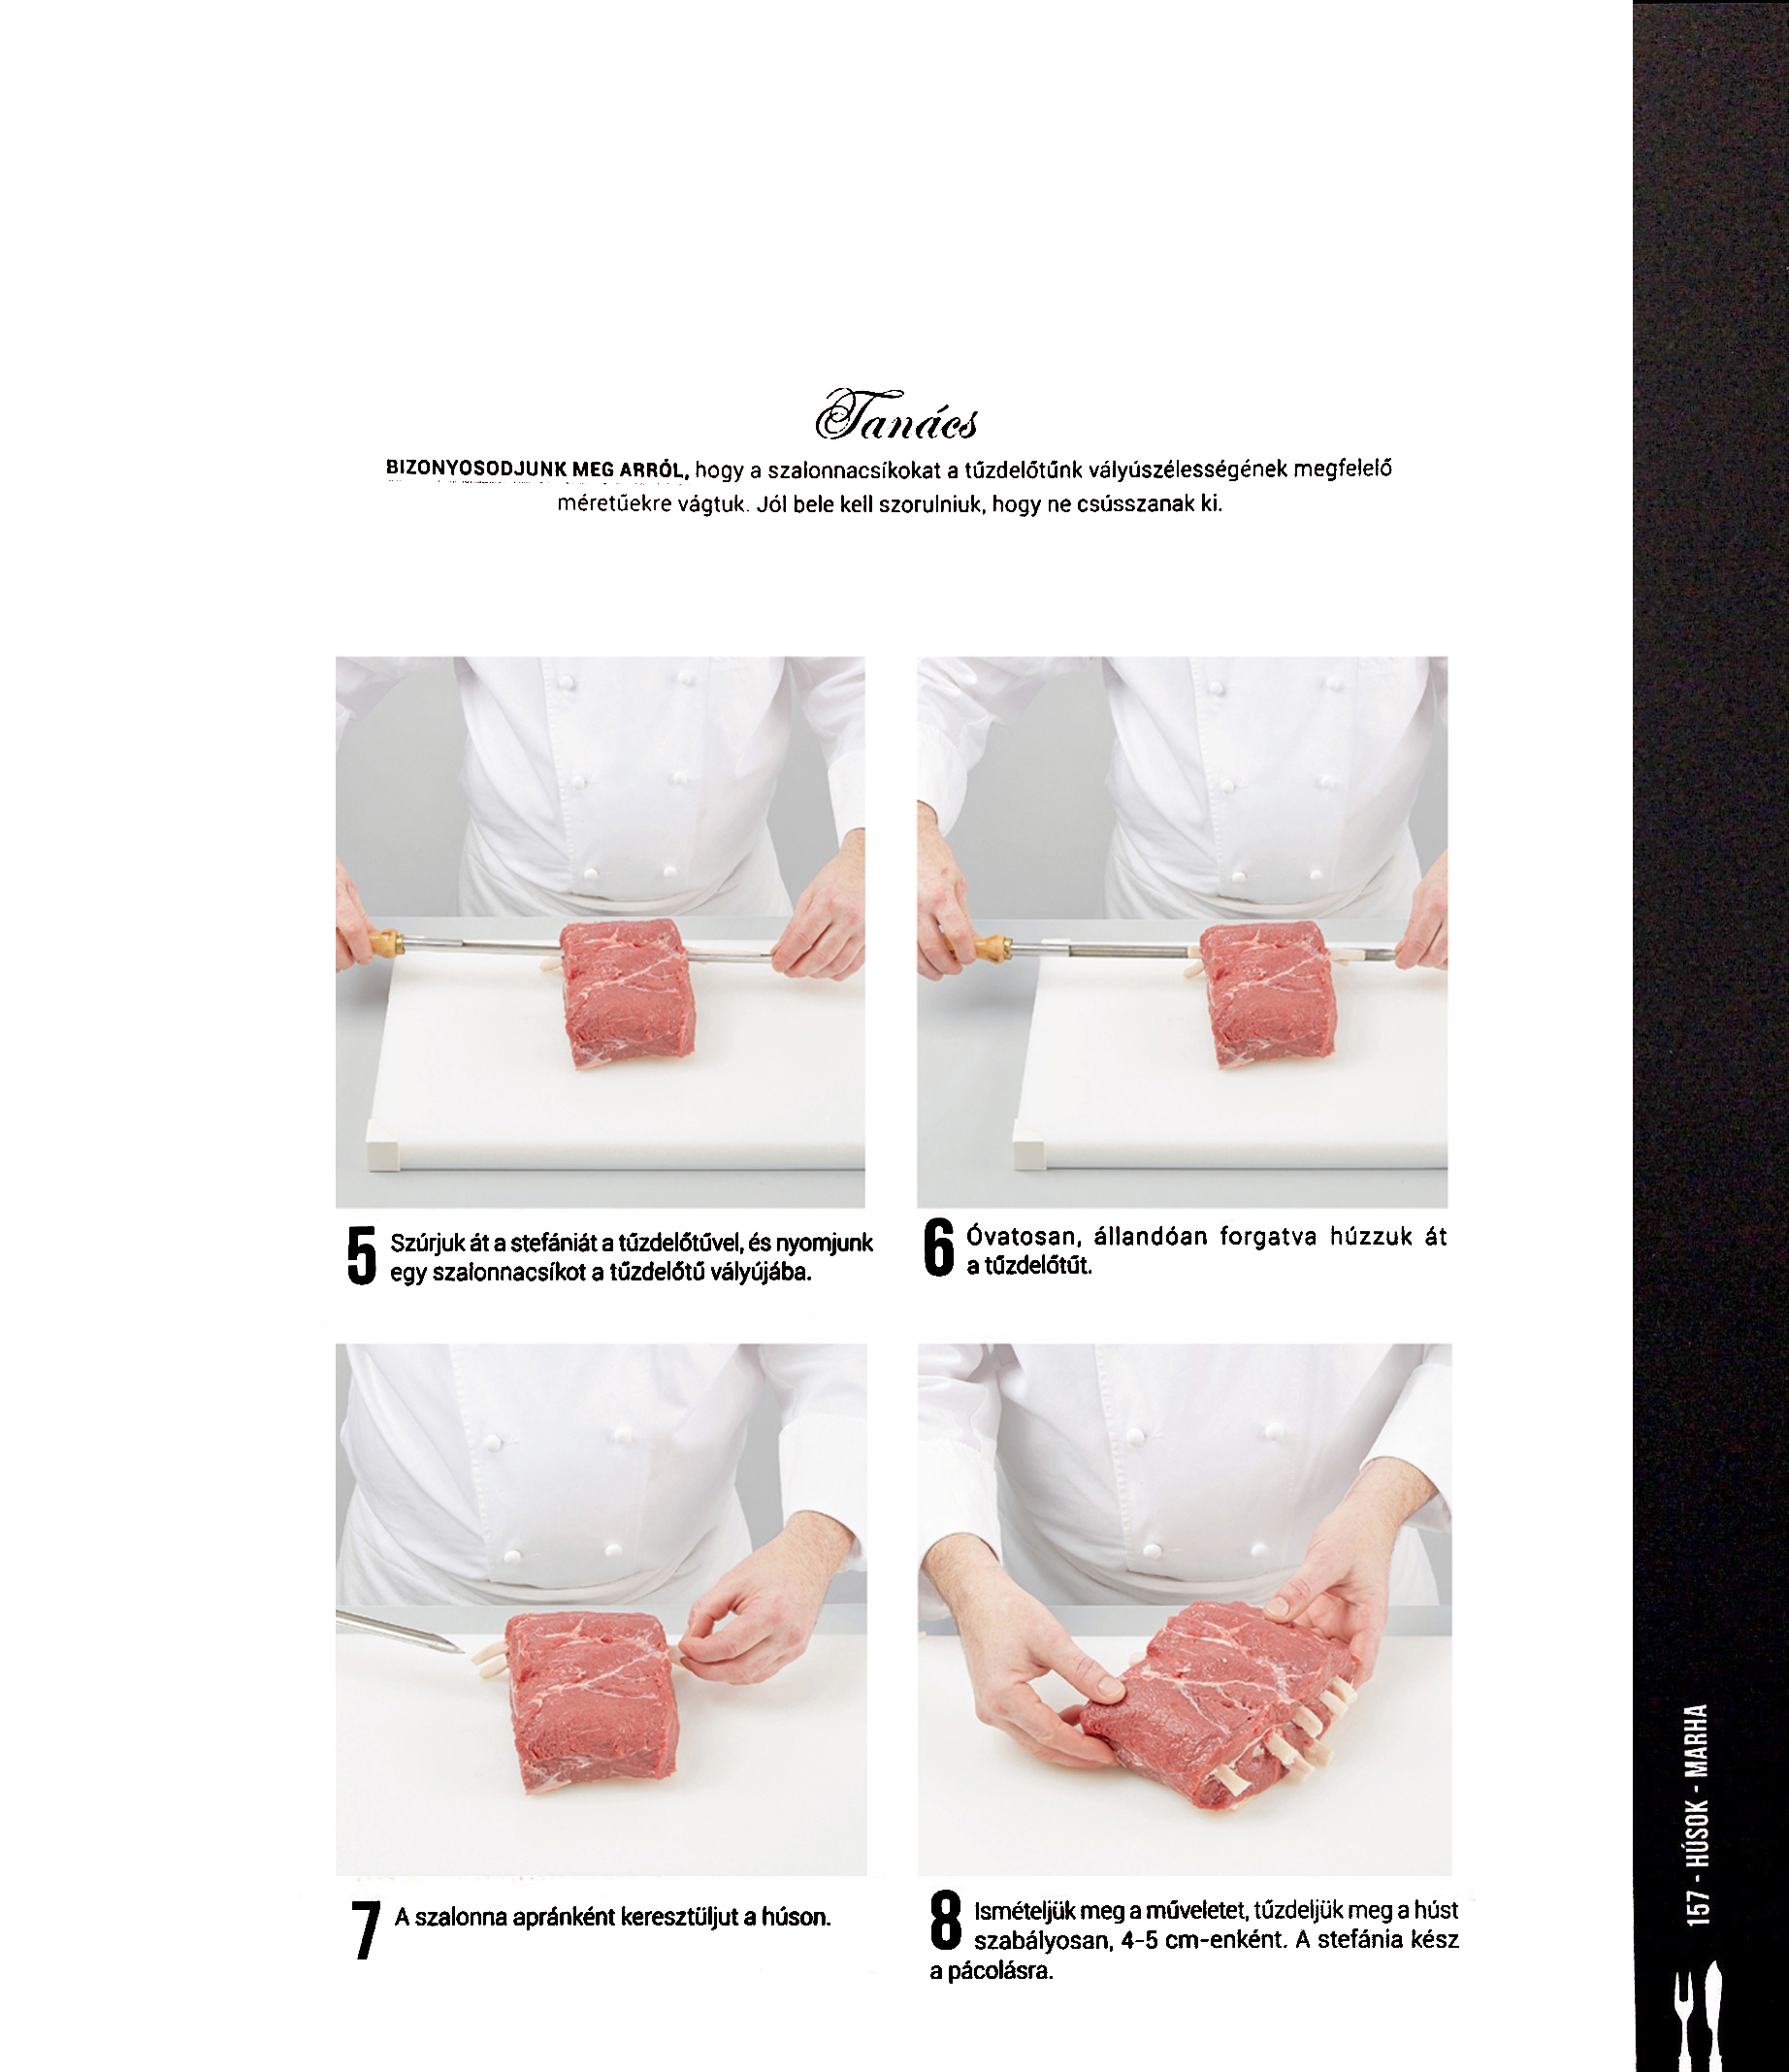 Tanács
BIZONYOSODJUNK MEG ARRÓL, hogy a szalonnacsíkokat a tűzdelőtűnk vályúszélességének megfelelő
méretűekre vágtuk. Jól bele kell szorulniuk, hogy ne csússzanak ki.
5 Szúrjuk át a stefániát a tűzdelőtűvel, és nyomjunk
egy szalonnacsíkot a tűzdelőtű vályújába.
6 Óvatosan, állandóan forgatva húzzuk át
a tűzdelőtűt.
7 A szalonna apránként keresztüljut a húson.
8 Ismételjük meg a műveletet, tűzdeljük meg a húst
szabályosan, 4-5 cm-enként. A stefánia kész
a pácolásra.
157 - HÚSOK - MARHA